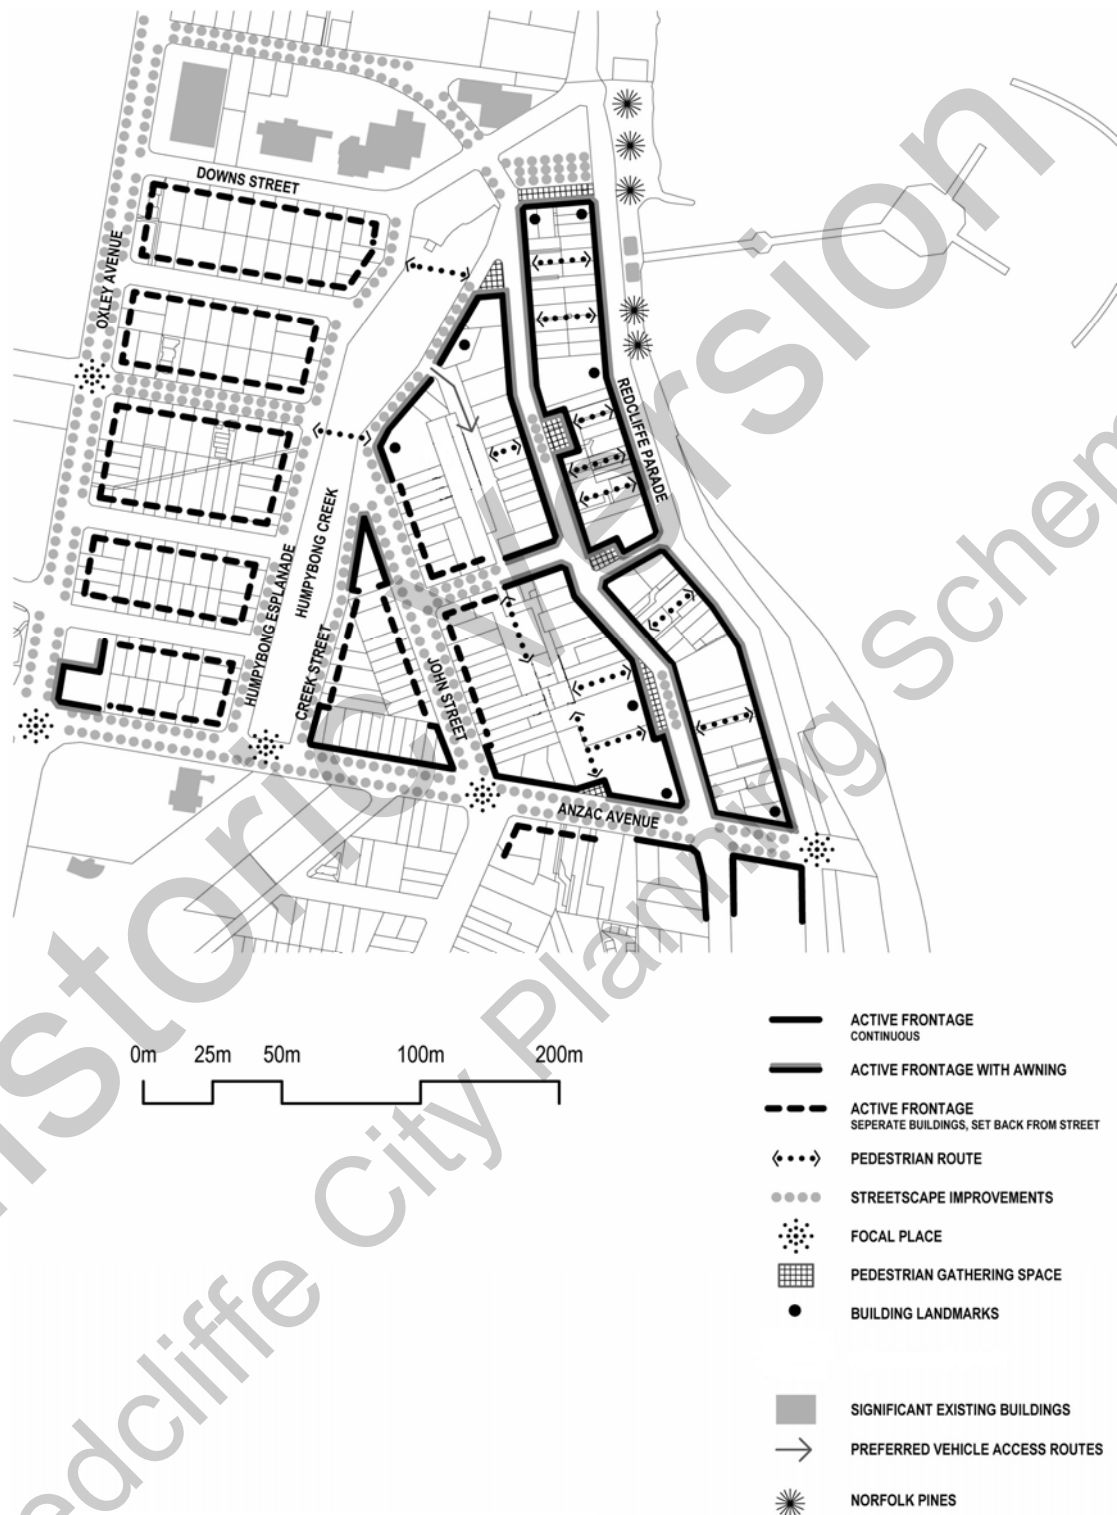 DOWNS STREET
OXLEY AVENUE
REDCLIFFE PARADE
HUMPYBONG CREEK
HUMPYBONG ESPLANADE
CREEK STREET
JOHN STREET
ANZAC AVENUE
0m 25m 50m 100m 200m
ACTIVE FRONTAGE
CONTINUOUS
ACTIVE FRONTAGE WITH AWNING
ACTIVE FRONTAGE
SEPERATE BUILDINGS, SET BACK FROM STREET
PEDESTRIAN ROUTE
STREETSCAPE IMPROVEMENTS
FOCAL PLACE
PEDESTRIAN GATHERING SPACE
BUILDING LANDMARKS
SIGNIFICANT EXISTING BUILDINGS
PREFERRED VEHICLE ACCESS ROUTES
NORFOLK PINES
storic version
edcliffe City Planning Schem